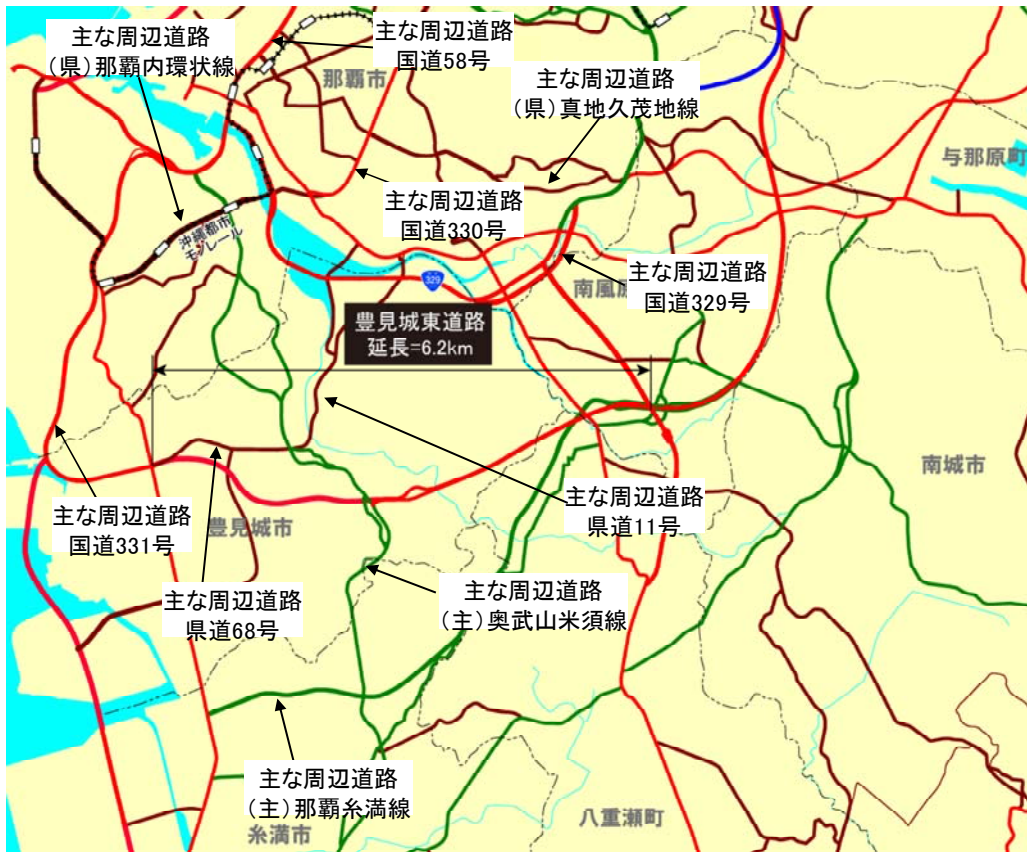 主な周辺道路
(県)那覇内環状線
主な周辺道路
国道58号
那覇市
主な周辺道路
(県)真地久茂地線
与那原町
主な周辺道路
国道330号
沖縄都市
モノレール
主な周辺道路
国道329号
南風原
329
豊見城東道路
延長=6.2km
南城市
主な周辺道路
県道11号
主な周辺道路
国道331号
豊見城市
主な周辺道路
(主)奥武山米須線
主な周辺道路
県道68号
主な周辺道路
(主)那覇糸満線
糸満市
八重瀬町